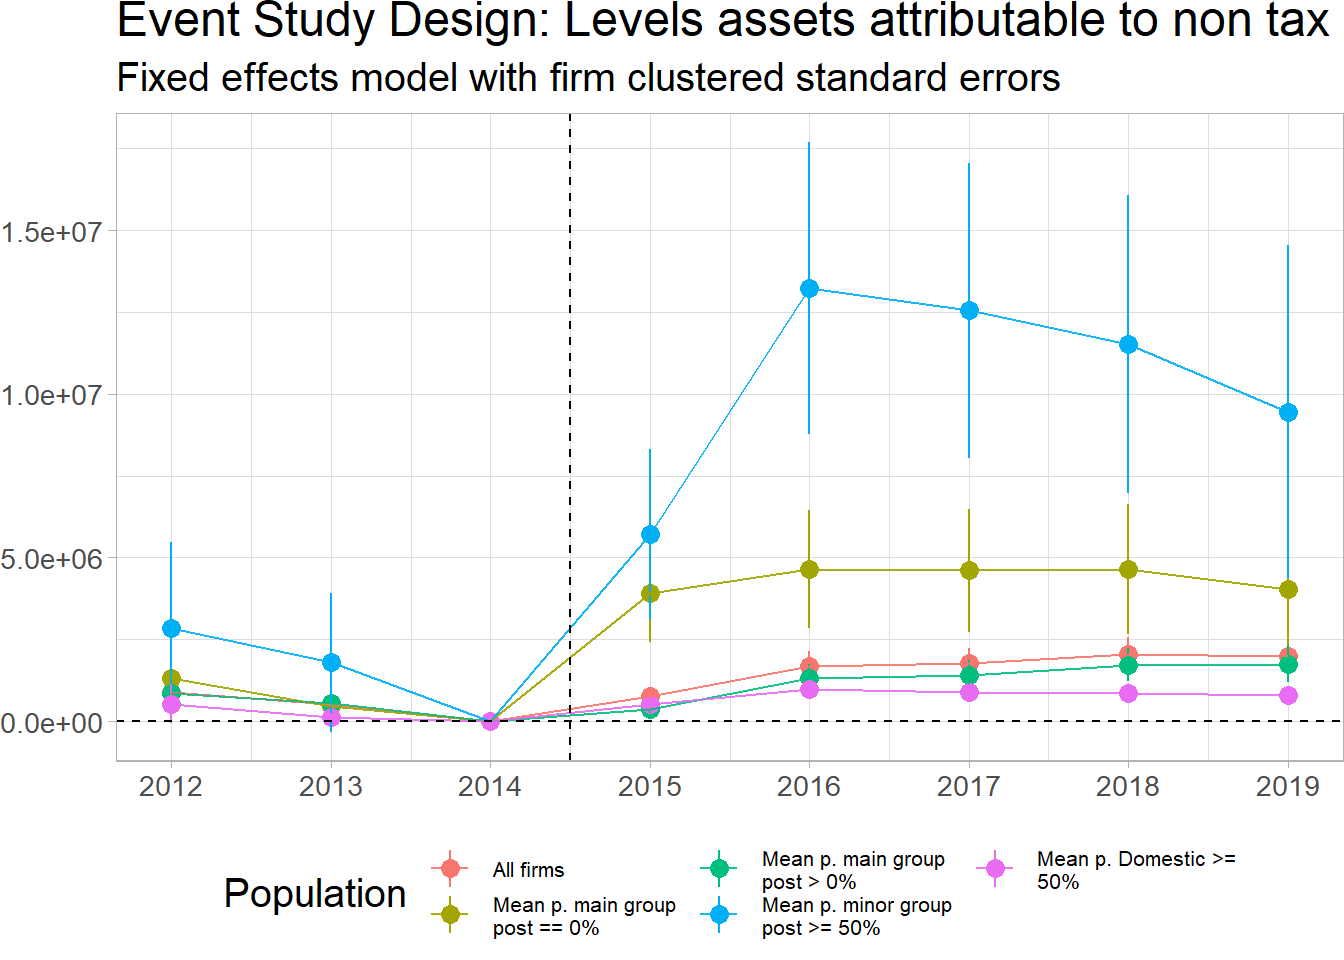 Event Study Design: Levels assets attributable to non tax
Fixed effects model with firm clustered standard errors
1.5e+07
1.0e+07
5.0e+06
0.0e+00
2012 2013 2014 2015 2016 2017 2018 2019
Population
All firms
Mean p. main group
post == 0%
Mean p. main group
post > 0%
Mean p. minor group
post >= 50%
Mean p. Domestic >=
50%